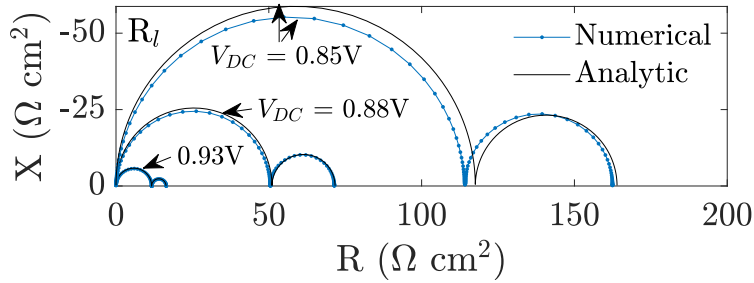 -50
-25
0
X (Ω cm²)
R_l
V_DC = 0.85V
V_DC = 0.88V
0.93V
Numerical
Analytic
0 50 100 150 200
R (Ω cm²)